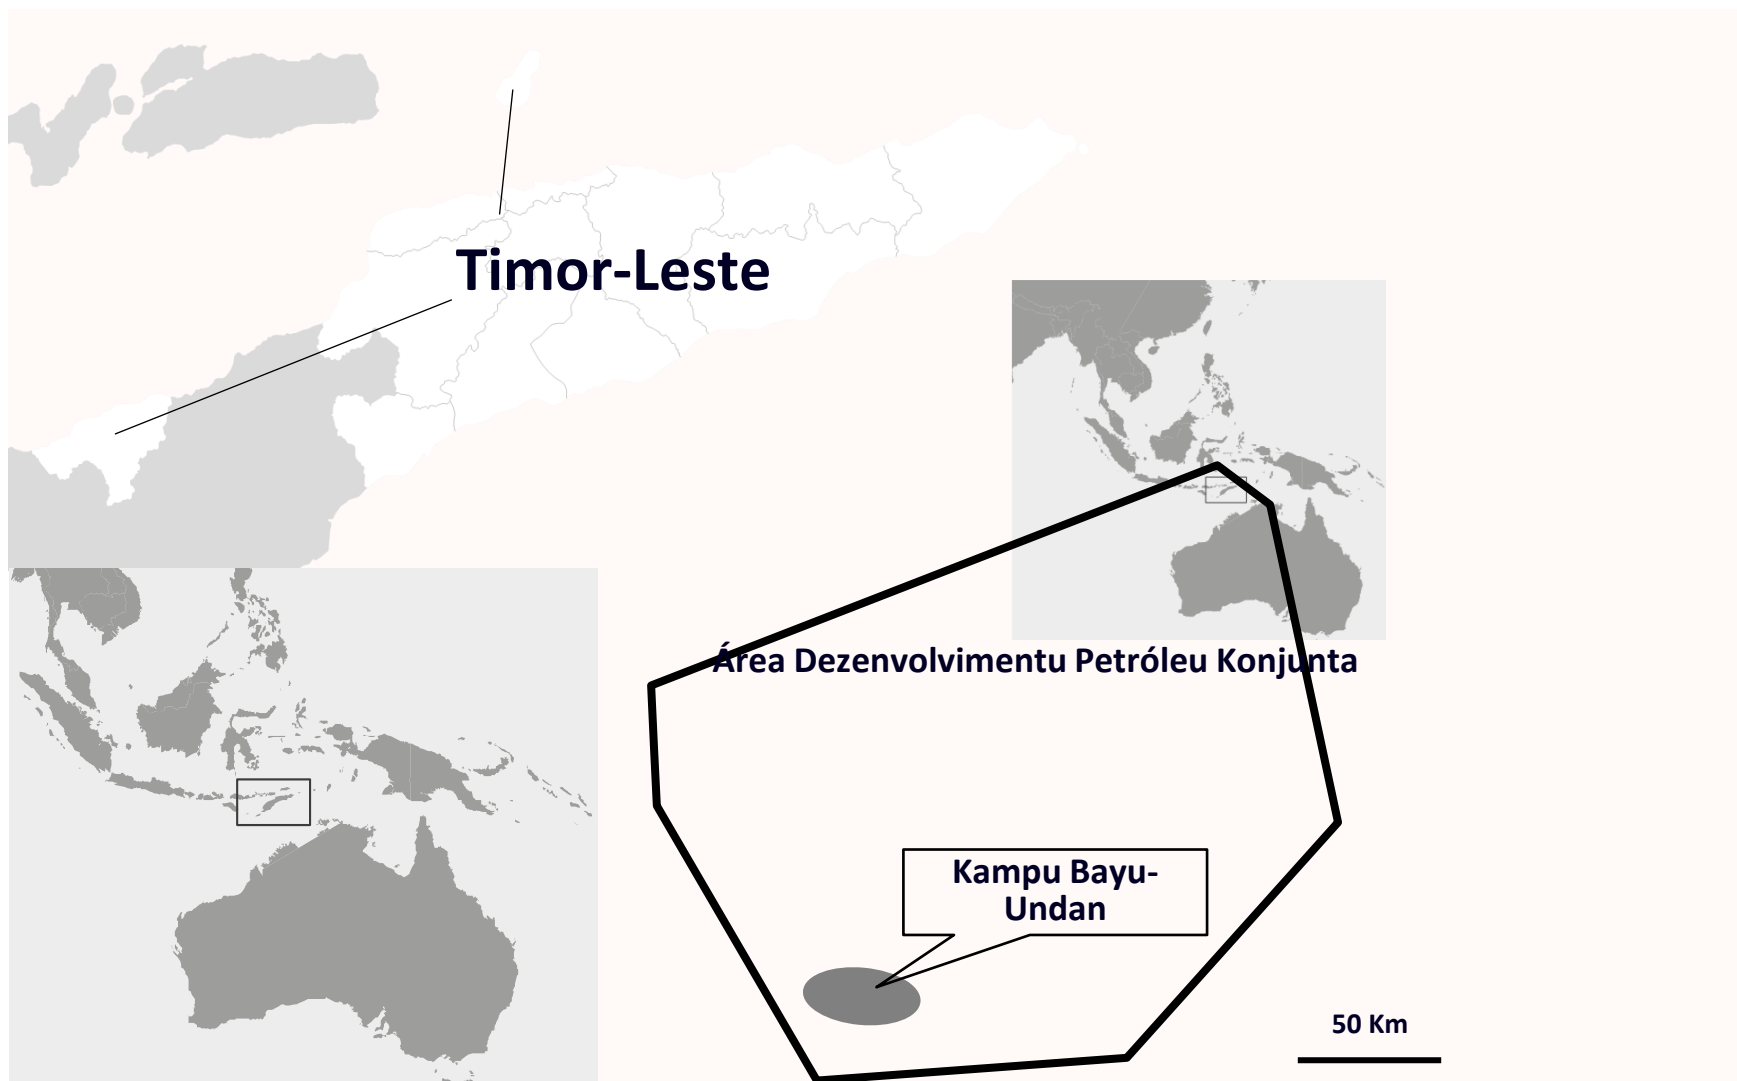 Timor-Leste
Área Dezenvolvimentu Petróleu Konjunta
Kampu Bayu-
Undan
50 Km